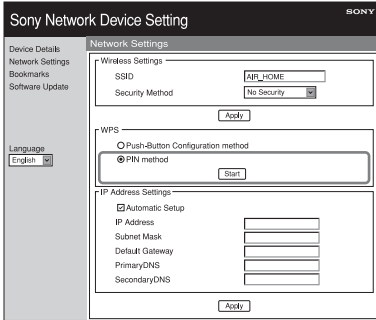 Sony Network Device Setting
SONY
Device Details
Network Settings
Bookmarks
Software Update
Language
English
Network Settings
Wireless Settings
SSID
AIR_HOME
Security Method
No Security
Apply
WPS
Push-Button Configuration method
PIN method
Start
IP Address Settings
Automatic Setup
IP Address
Subnet Mask
Default Gateway
PrimaryDNS
SecondaryDNS
Apply